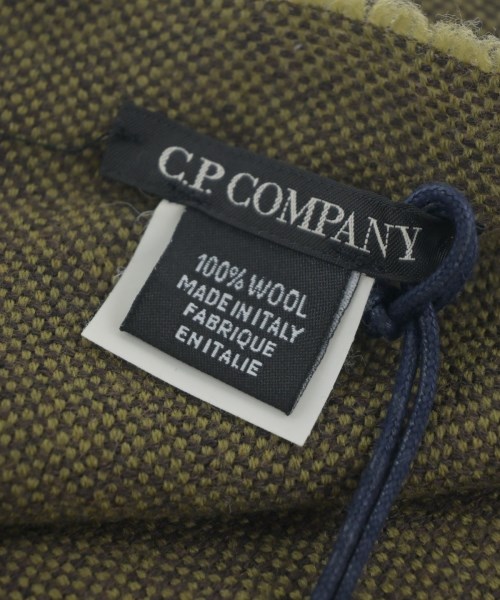 C.P. COMPANY
100% WOOL
MADE IN ITALY
FABRIQUE
EN ITALIE